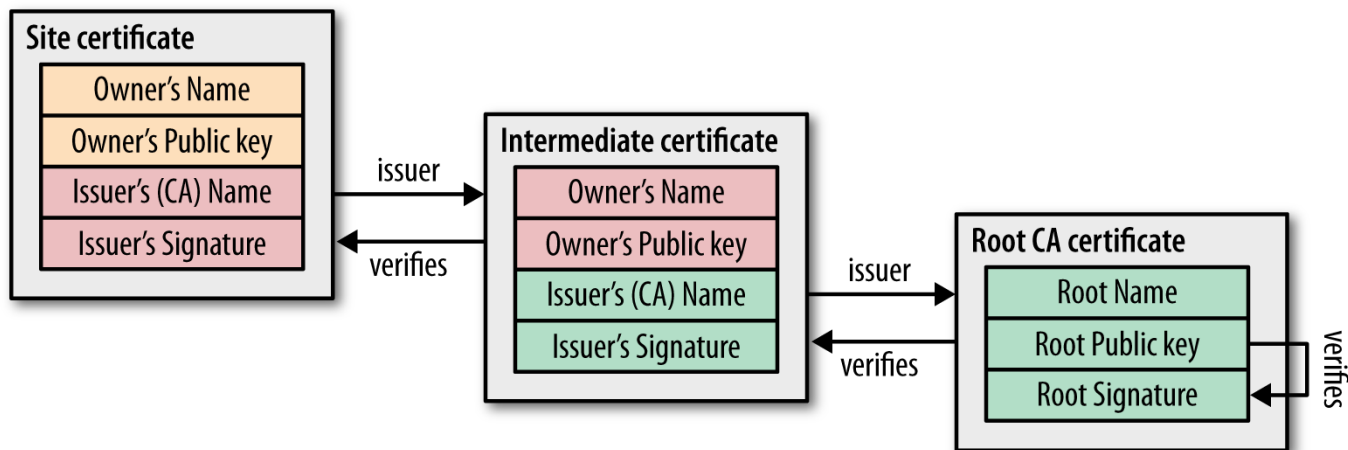 Site certificate
Owner’s Name
Owner’s Public key
Issuer’s (CA) Name
Issuer’s Signature
issuer
verifies
Intermediate certificate
Owner’s Name
Owner’s Public key
Issuer’s (CA) Name
Issuer’s Signature
issuer
verifies
Root CA certificate
Root Name
Root Public key
Root Signature
verifies